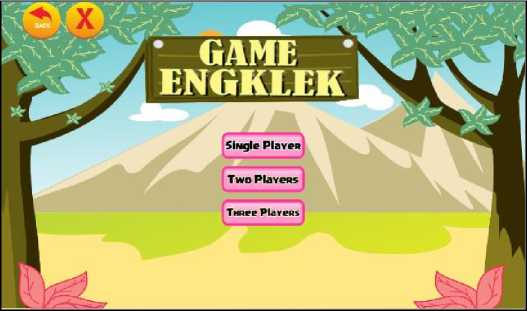 BACK
X
GAME
ENGKLEK
Single Player
Two Players
Three Players